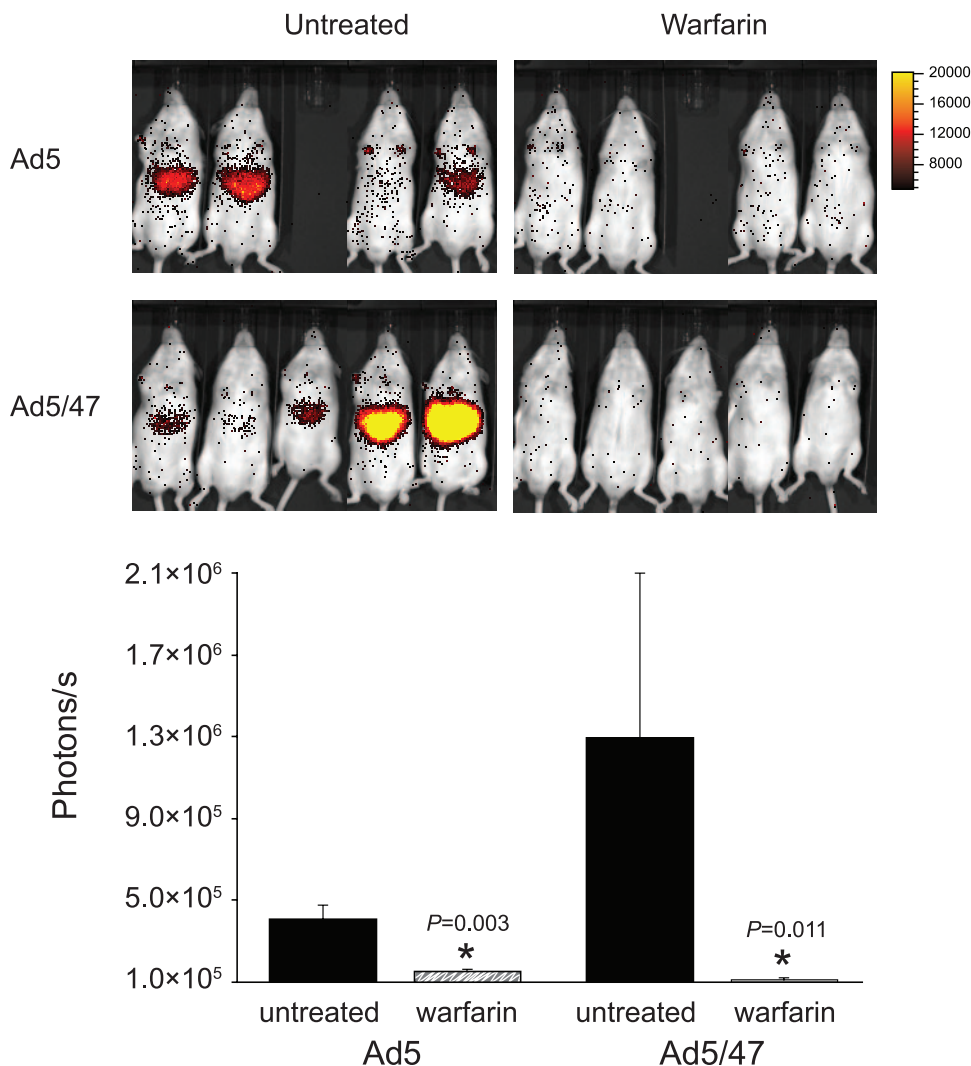 Untreated Warfarin
Ad5
20000
16000
12000
8000
Ad5/47
2.1×10⁶
1.7×10⁶
1.3×10⁶
9.0×10⁵
5.0×10⁵
1.0×10⁵
Photons/s
P=0.003
*
P=0.011
*
untreated warfarin untreated warfarin
Ad5 Ad5/47